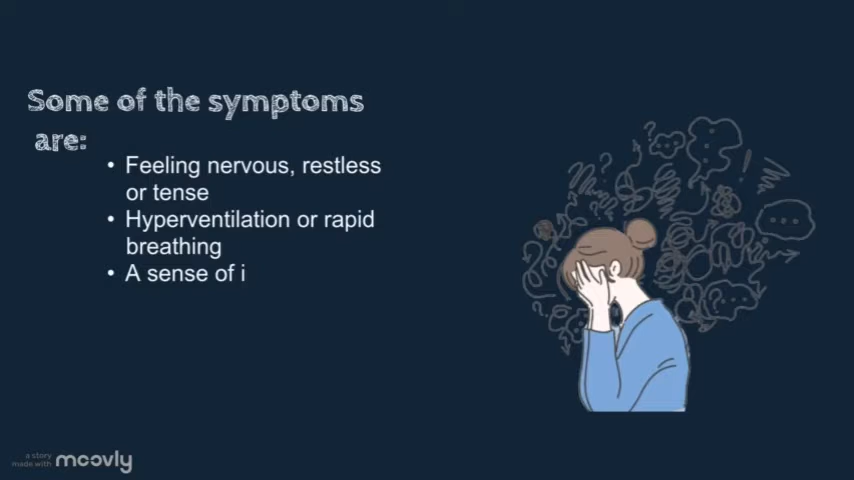 Some of the symptoms
are:
• Feeling nervous, restless
or tense
• Hyperventilation or rapid
breathing
• A sense of i
a story
made with moovly